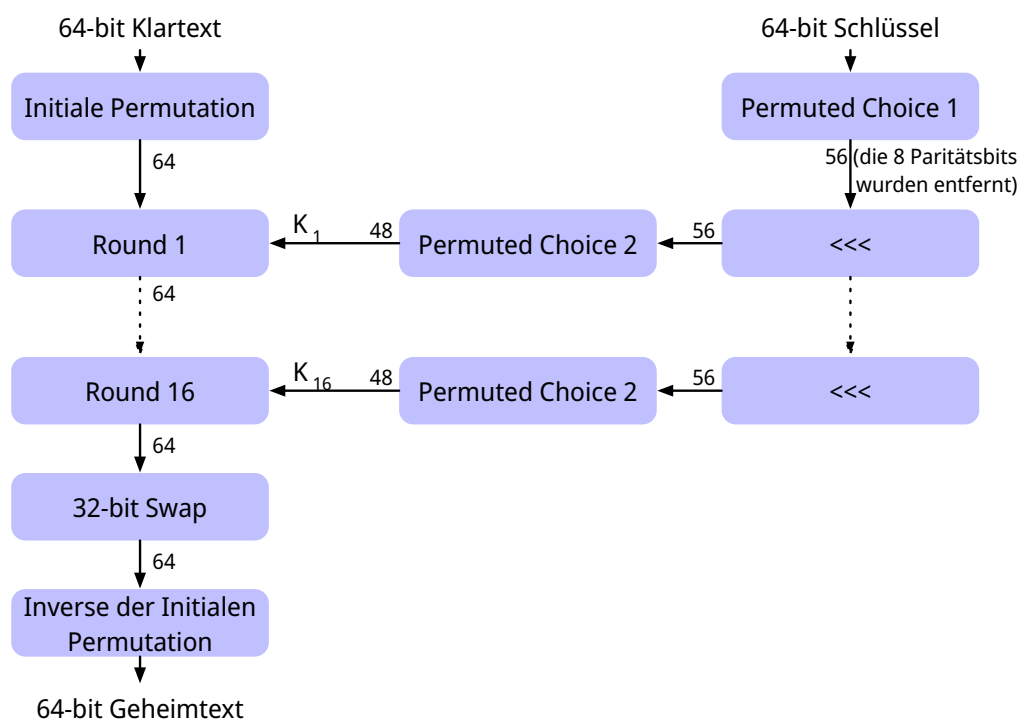 64-bit Klartext
64-bit Schlüssel
Initiale Permutation
Permuted Choice 1
64
56 (die 8 Paritätsbits
wurden entfernt)
Round 1
K 1
48
Permuted Choice 2
56
<<<
64
Round 16
K 16
48
Permuted Choice 2
56
<<<
64
32-bit Swap
64
Inverse der Initialen
Permutation
64-bit Geheimtext